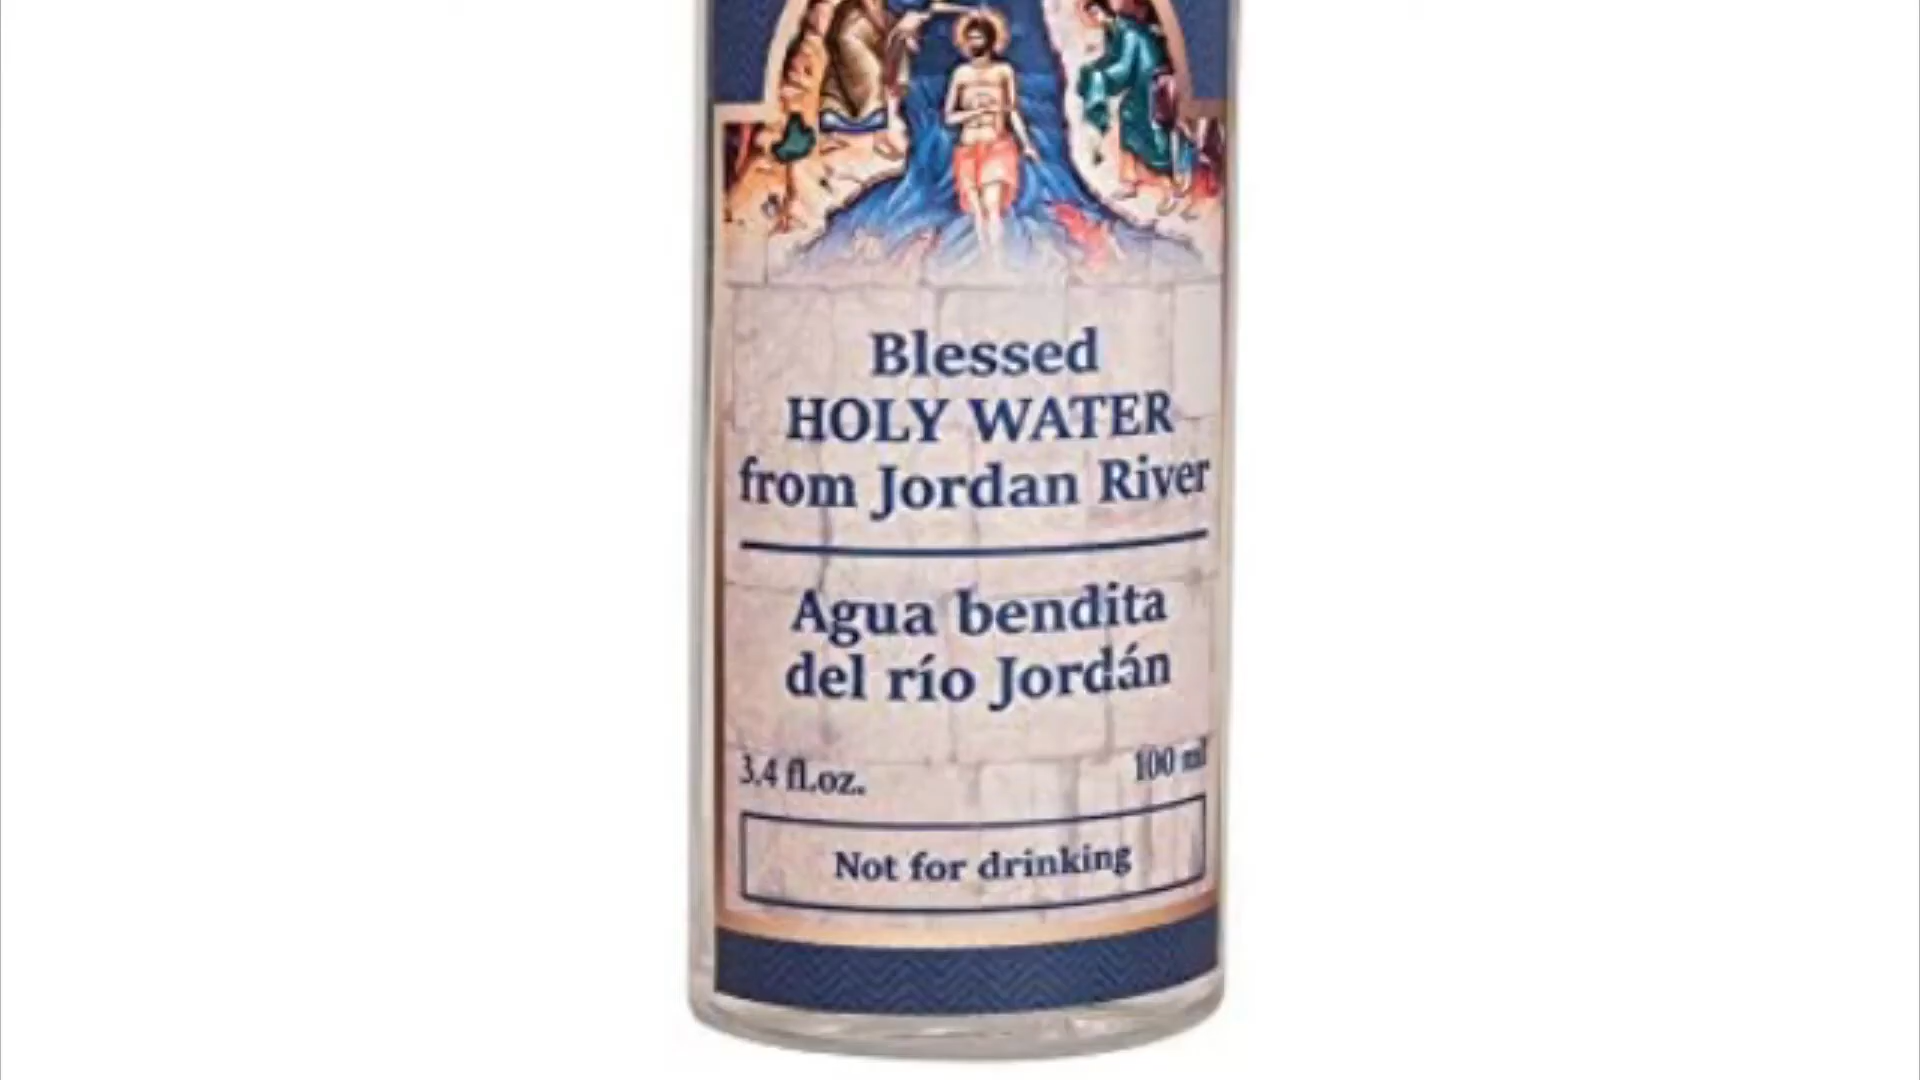 Blessed
HOLY WATER
from Jordan River
Agua bendita
del río Jordán
3.4 fl.oz. 100 ml
Not for drinking